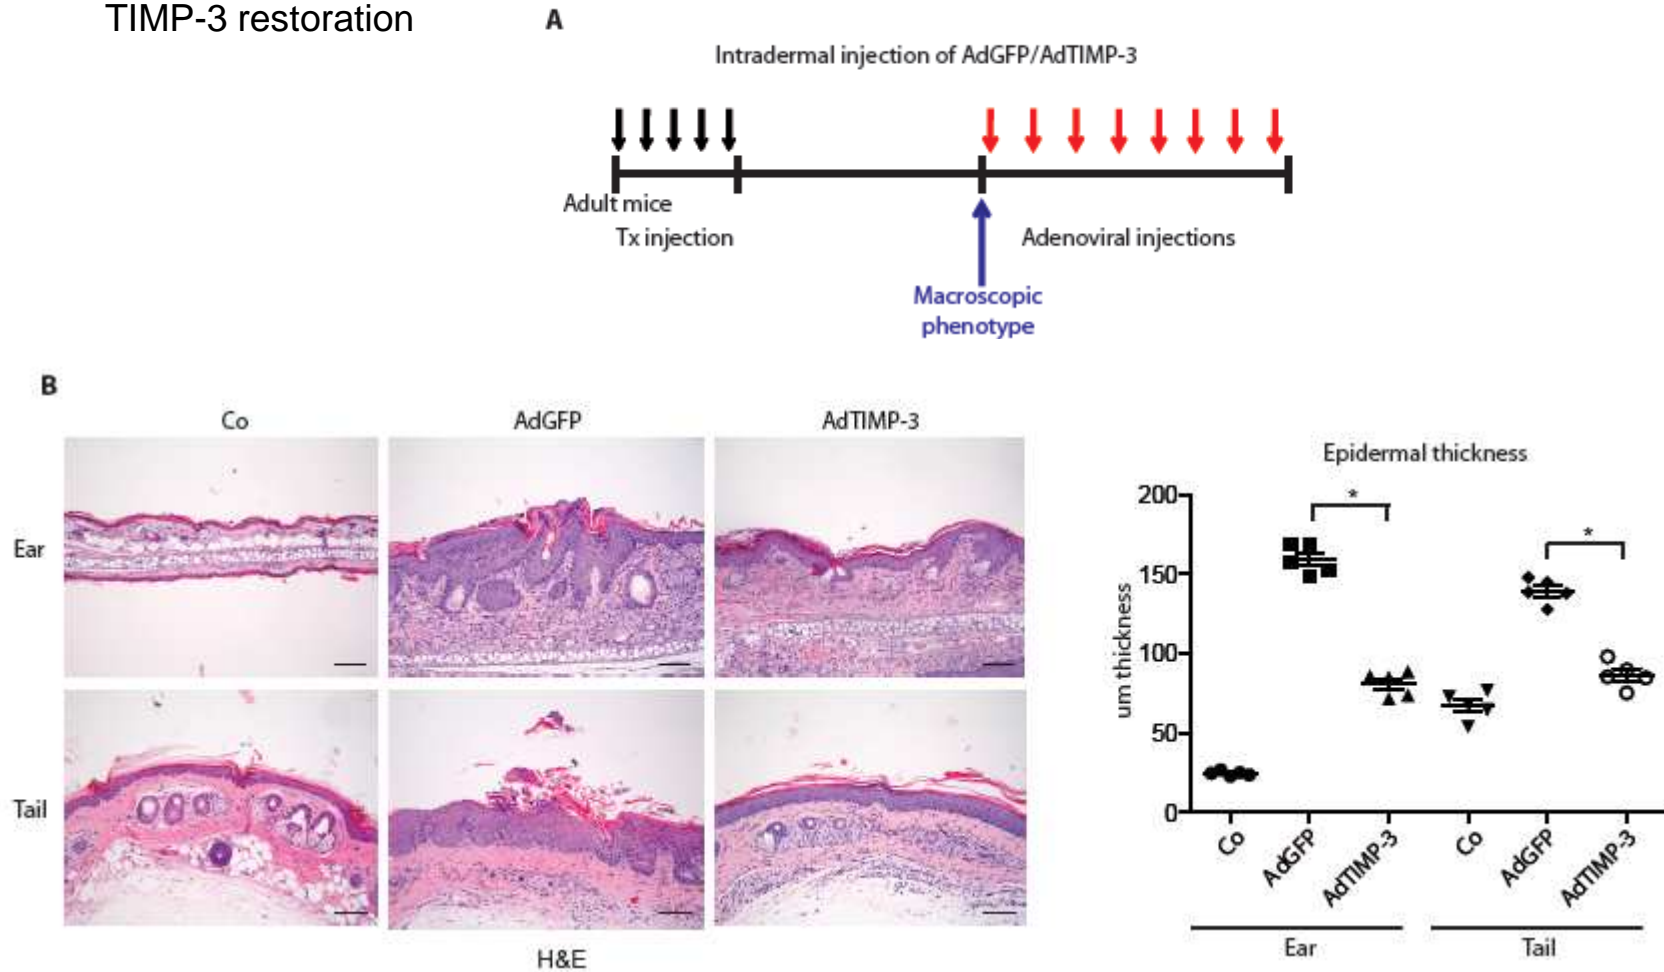 TIMP-3 restoration
A
Intradermal injection of AdGFP/AdTIMP-3
Adult mice
Tx injection
Adenoviral injections
Macroscopic
phenotype
B
Co
AdGFP
AdTIMP-3
Ear
Tail
H&E
Epidermal thickness
um thickness
200
150
100
50
0
*
*
Co
AdGFP
AdTIMP-3
Co
AdGFP
AdTIMP-3
Ear
Tail